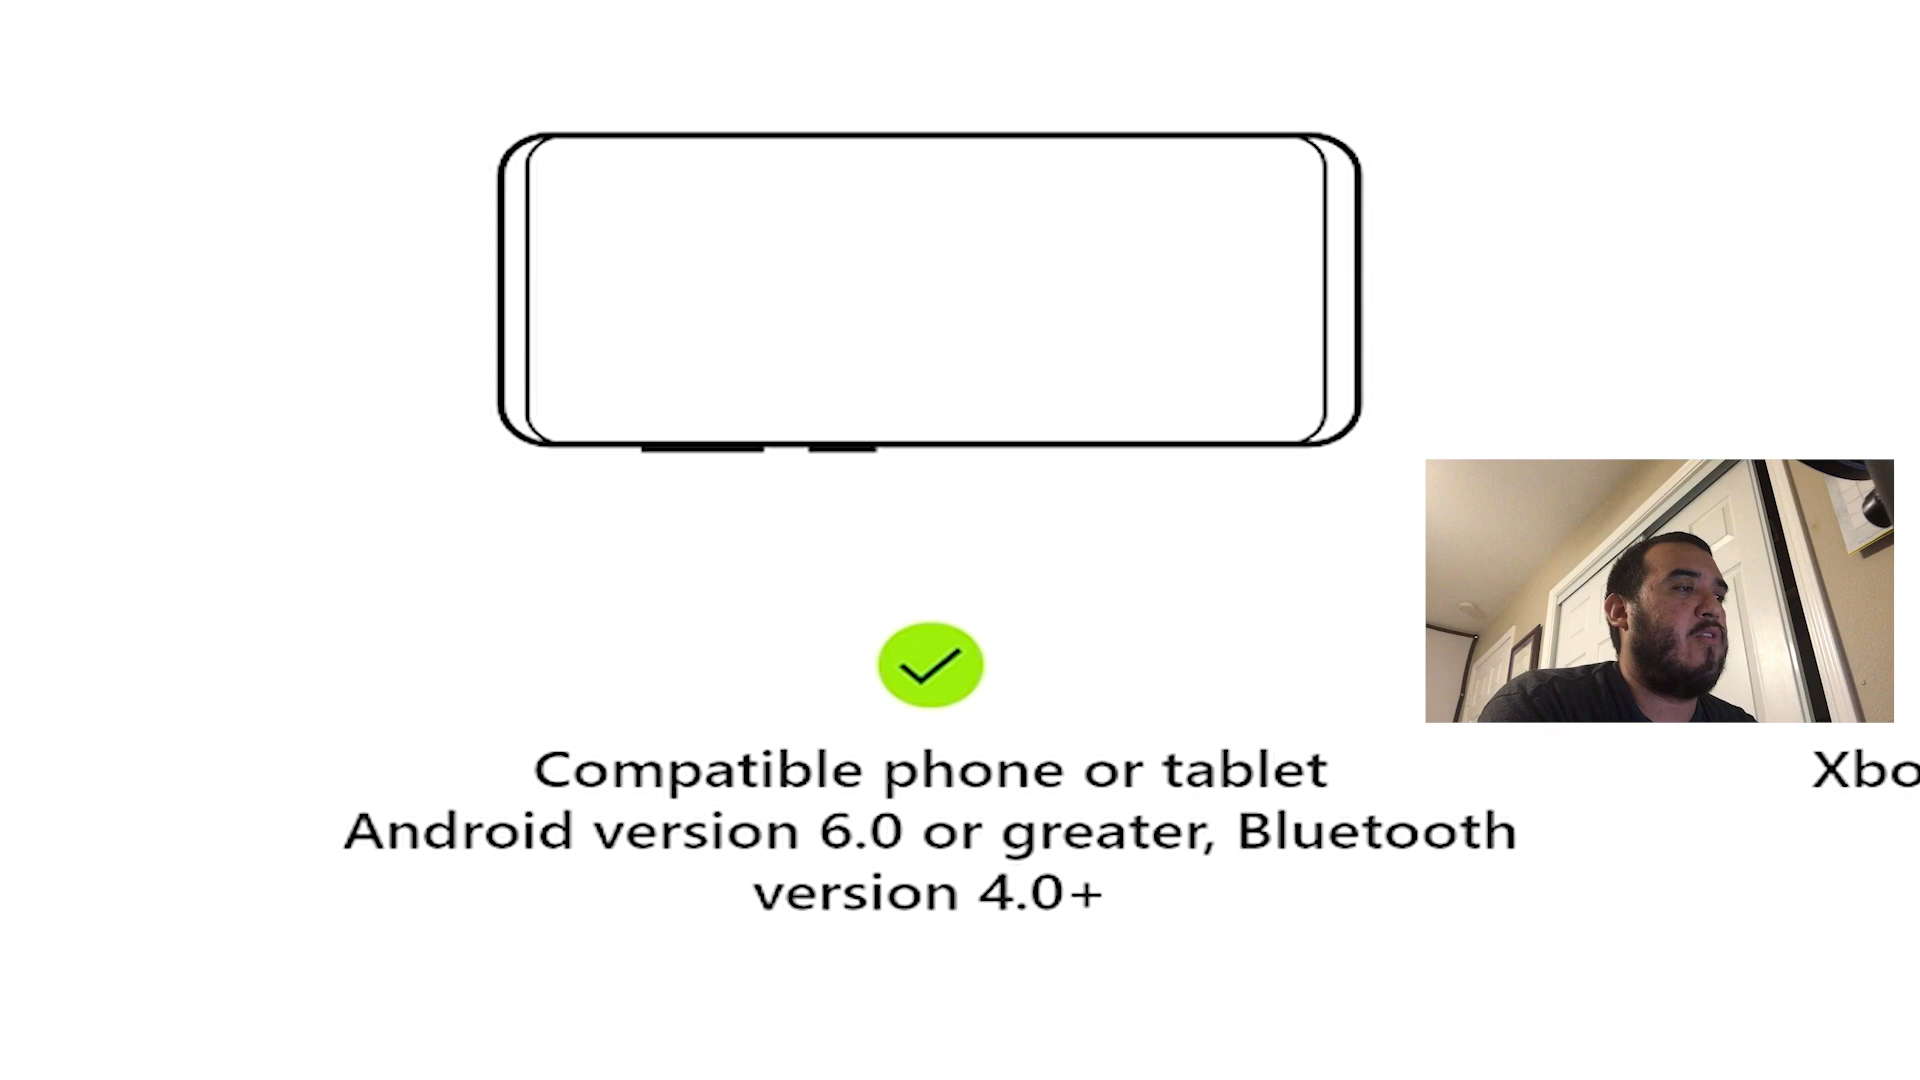 Compatible phone or tablet
Android version 6.0 or greater, Bluetooth
version 4.0+
Xbo